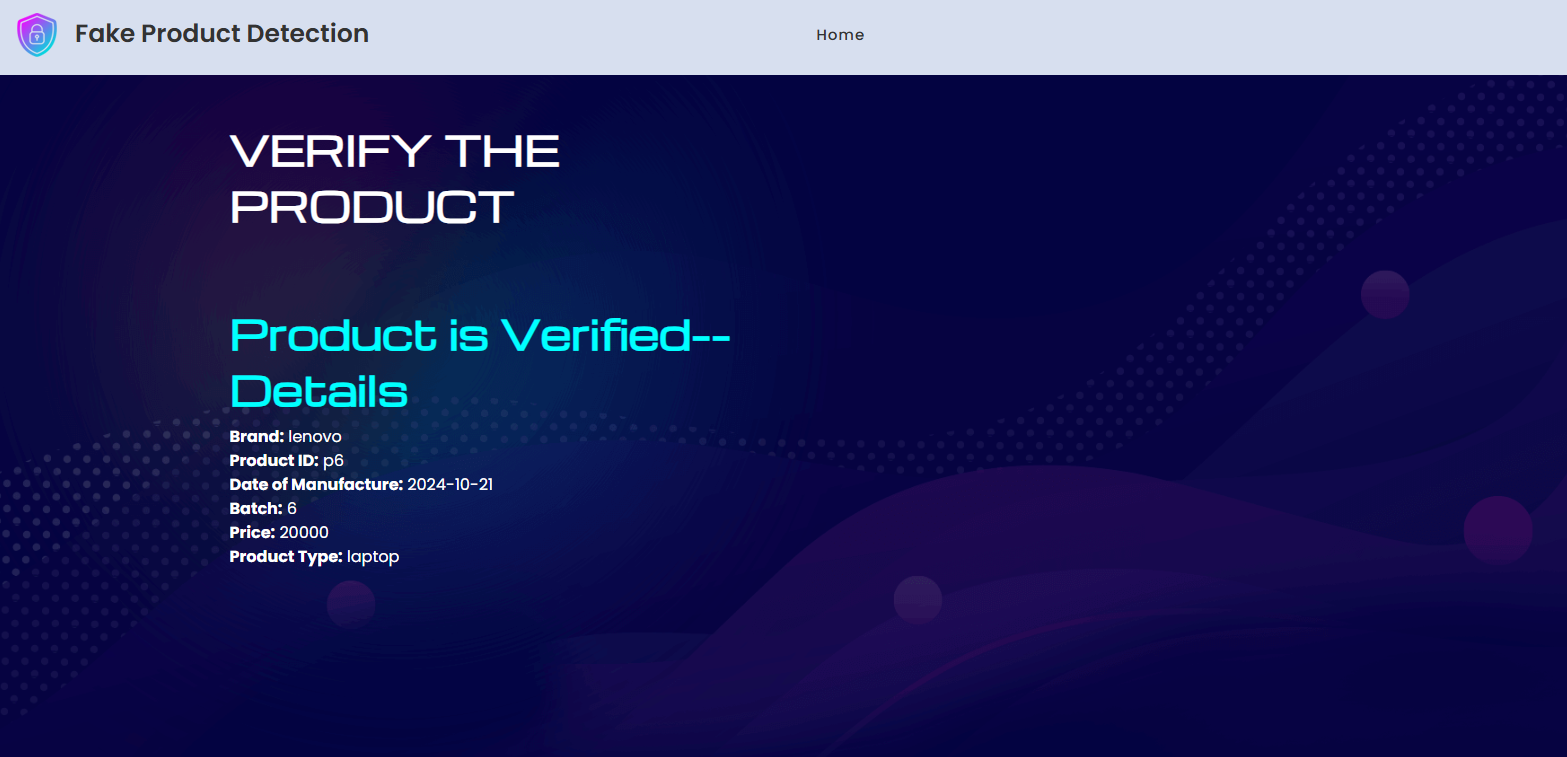 Fake Product Detection
Home
VERIFY THE
PRODUCT
Product is Verified--
Details
Brand: lenovo
Product ID: p6
Date of Manufacture: 2024-10-21
Batch: 6
Price: 20000
Product Type: laptop